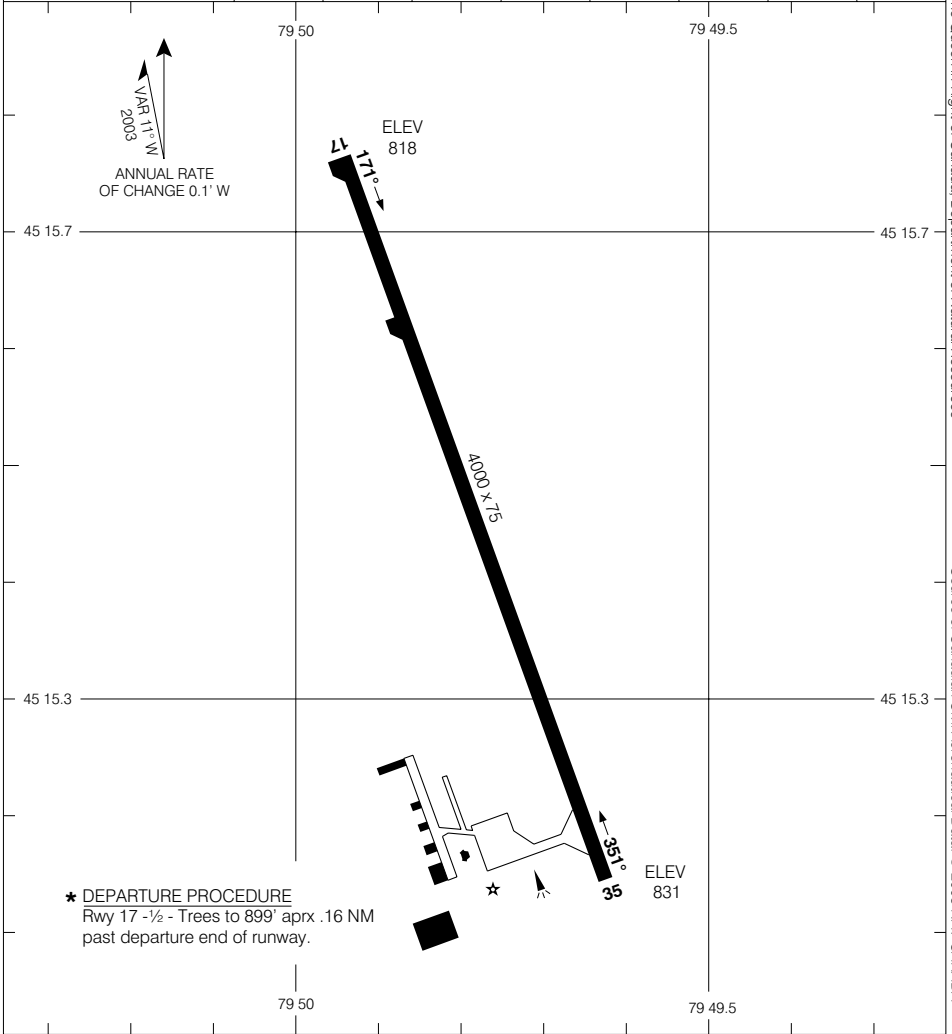 79 50
79 49.5
VAR 11° W
2003
ANNUAL RATE
OF CHANGE 0.1' W
17
171°
ELEV
818
45 15.7
45 15.7
4000 x 75
45 15.3
45 15.3
351°
35
ELEV
831
* DEPARTURE PROCEDURE
Rwy 17 -½ - Trees to 899' aprx .16 NM
past departure end of runway.
79 50
79 49.5